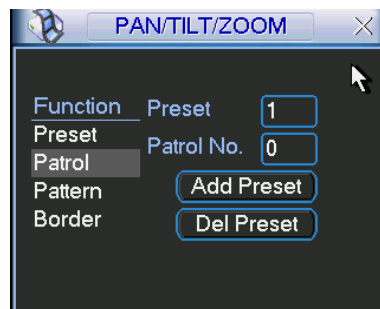 PAN/TILT/ZOOM
Function
Preset
Patrol
Pattern
Border
Preset 1
Patrol No. 0
Add Preset
Del Preset